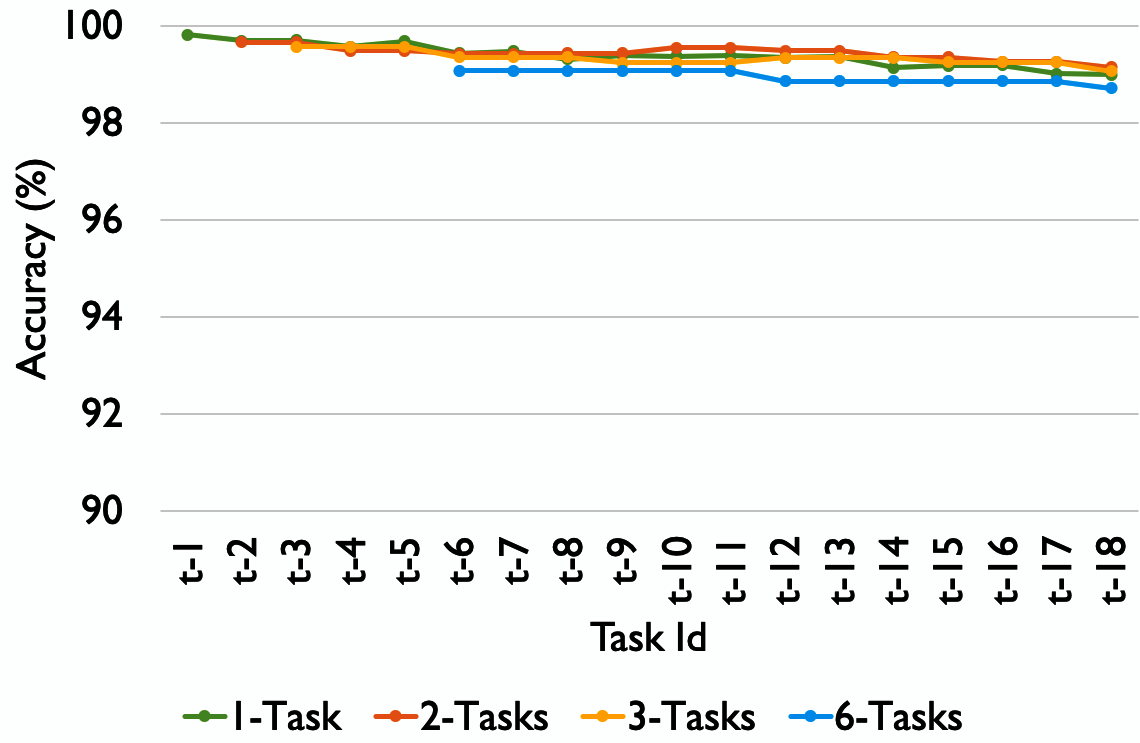 100
98
96
94
92
90
Accuracy (%)
t-1 t-2 t-3 t-4 t-5 t-6 t-7 t-8 t-9 t-10 t-11 t-12 t-13 t-14 t-15 t-16 t-17 t-18
Task Id
1-Task 2-Tasks 3-Tasks 6-Tasks